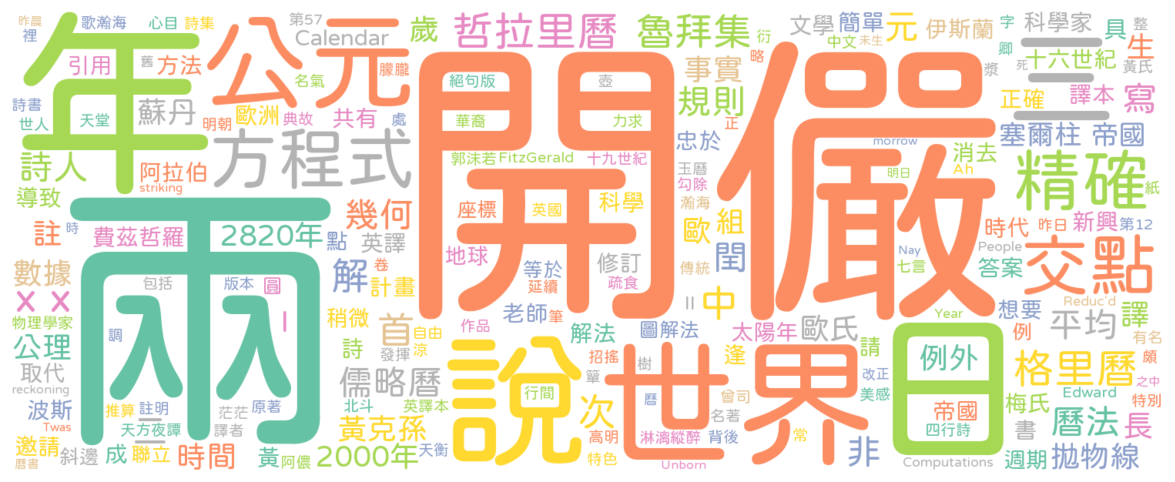 昨晨 歌瀚海 心目 詩集 第57 Calendar 歲 哲拉里曆 魯拜集 衍 文學 簡單 元 伊斯蘭 字 科學家 具 整
裡 年 公元 略 中文 未生 卿 死 十六世紀 生 黃氏
引用 舊 方法 朦朧 名氣 絕句版 壺 事實 開 儼 漿 三 正確 譯本 寫
詩書 世人 天堂 蘇丹 歐洲 典故 共有 處 明朝 華裔 力求 規則 正 塞爾柱 帝國 紙
詩人 阿拉伯 striking 方程式 郭沫若 FitzGerald 十九世紀 忠於 玉曆 勾除 morrow 明日 消去 Ah 精確
導致 註 時 幾何 座標 英國 科學 瀚海 組 時代 昨日 新興 第12
費茲哲羅 2820年 點 英譯 地球 等於 延續 修訂 疏食 歐 傳統 閏 Nay 七言 People 答案 交點
數據 兩 包括 版本 圓 解 卷 計畫 老師 筆 中 II 想要 Reduc'd
XX 物理學家 調 I 稍微 首 自由 作品 解法 圖解法 太陽年 歐氏 Year 例 平均 譯 有名
公理 詩 發揮 涼 說 行間 招搖 樹 逢 請 日 例外 格里曆 頗
取代 reckoning 儒略曆 簞 世界 曆 曾司 改正 美感 之中
波斯 Twas 推算 註明 茫茫 原著 北斗 英譯本 次 名著 帝國 梅氏 Edward 特別
一 天方夜譚 譯者 黃克孫 天衡 高明 淋漓縱醉 背後 四行詩 書 曆法 長
邀請 曆書 斜邊 成 聯立 時間 黃 阿儂 2000年 特色 Unborn 常 非 Computations 週期 拋物線